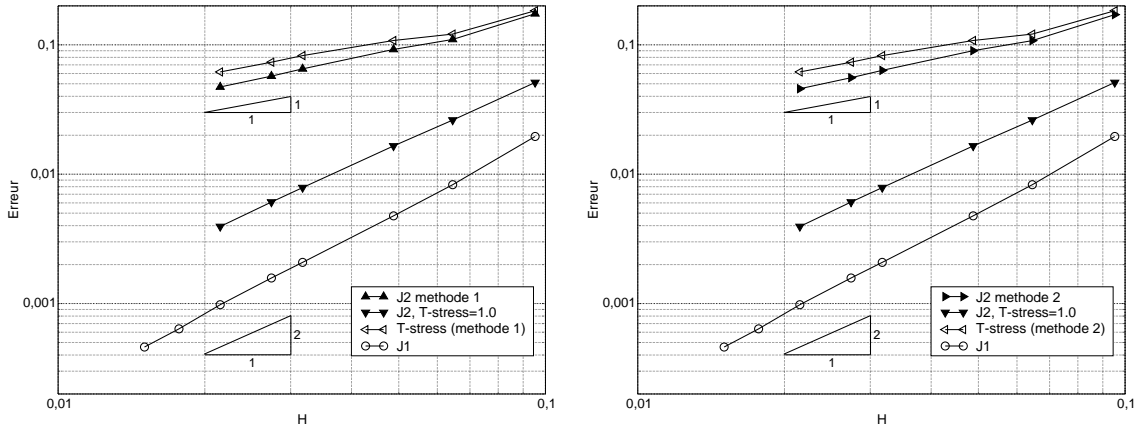 0,1
0,01
0,001
Erreur
1
1
2
1
J2 methode 1
J2, T-stress=1.0
T-stress (methode 1)
J1
0,01
0,1
H
0,1
0,01
0,001
Erreur
1
1
2
1
J2 methode 2
J2, T-stress=1.0
T-stress (methode 2)
J1
0,01
0,1
H